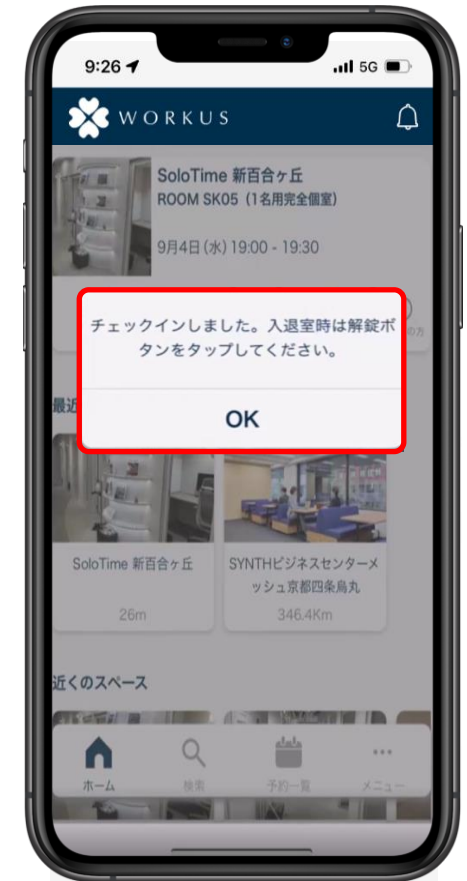 9:26
5G
WORKUS
SoloTime 新百合ヶ丘
ROOM SK05（1名用完全個室）
9月4日（水）19:00 - 19:30
の方
チェックインしました。入退室時は解錠ボ
タンをタップしてください。
OK
最近
SoloTime 新百合ヶ丘
26m
SYNTHビジネスセンターメ
ッシュ京都四条烏丸
346.4Km
近くのスペース
ホーム
検索
予約一覧
メニュー